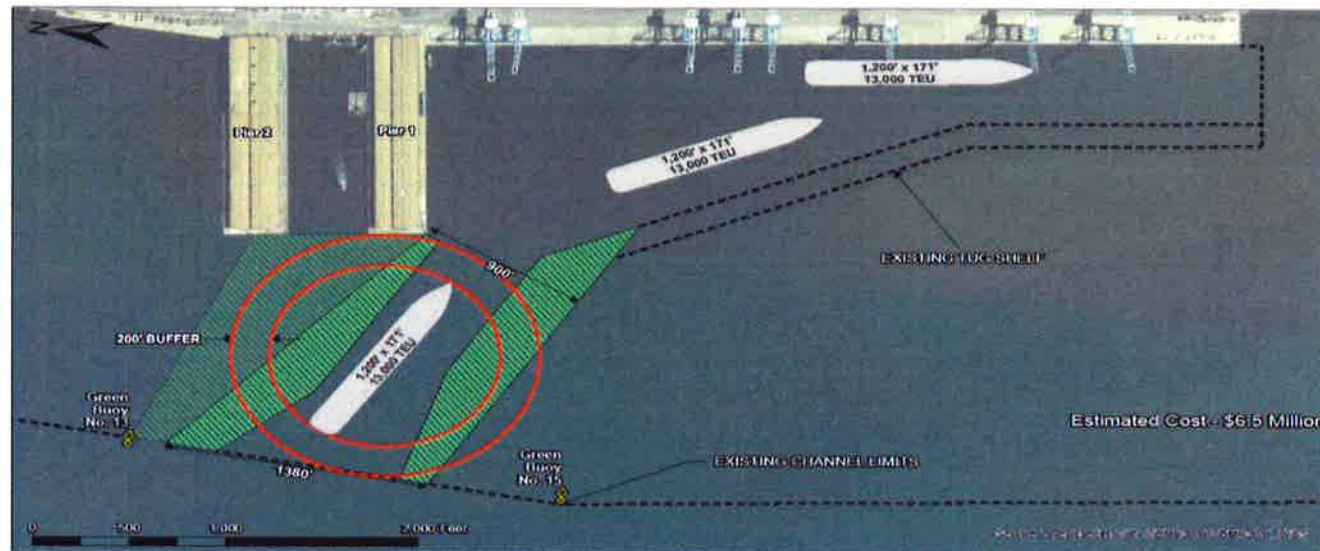 N
Pier 2
Pier 1
1,200' x 171'
13,000 TEU
1,200' x 171'
13,000 TEU
900'
EXISTING TUG SHELF
200' BUFFER
1,200' x 171'
13,000 TEU
Green
Buoy
No. 13
Estimated Cost - $6.5 Million
1380'
Green
Buoy
No. 15
EXISTING CHANNEL LIMITS
0 500 1,000 2,000 Feet